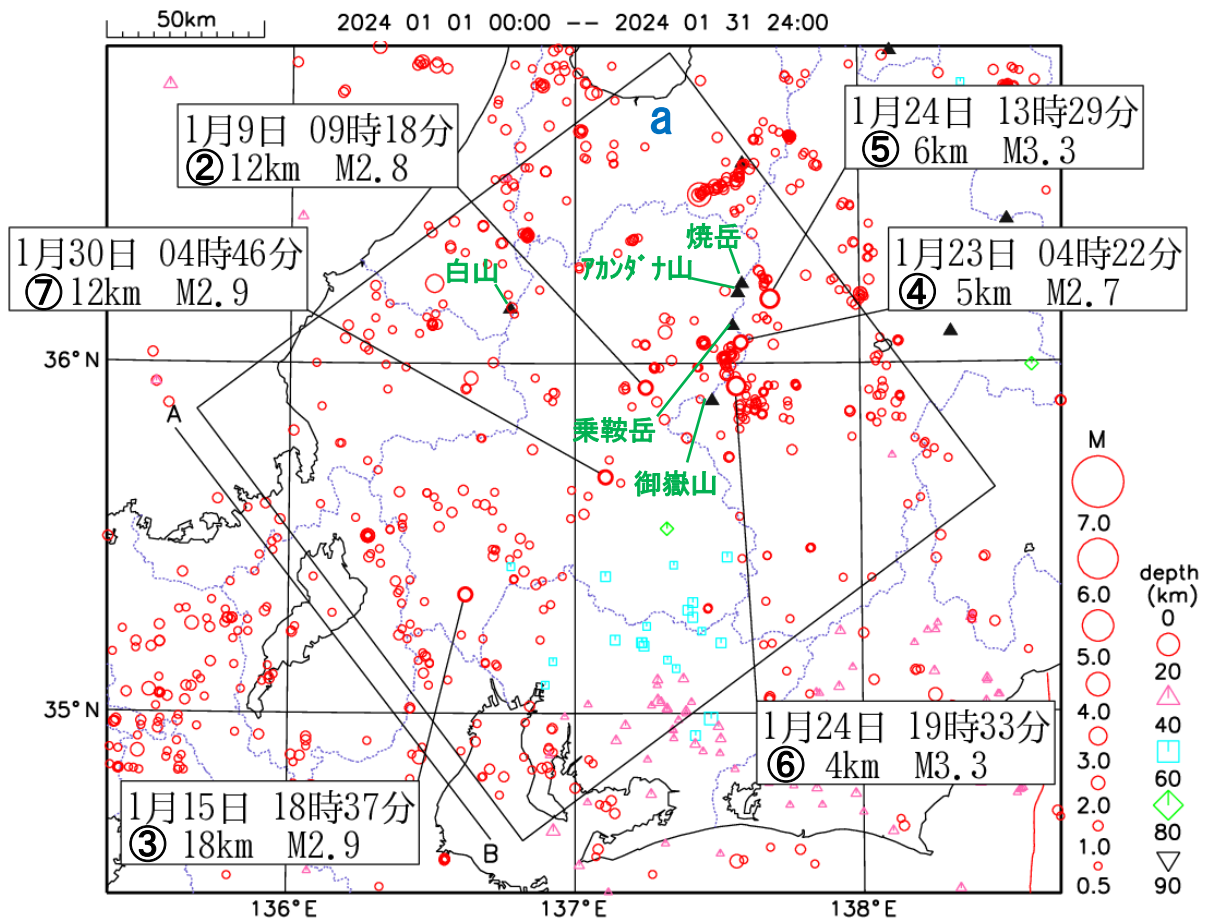 50km
2024 01 01 00:00 -- 2024 01 31 24:00
a
1月9日 09時18分
②12km M2.8
1月24日 13時29分
⑤ 6km M3.3
1月30日 04時46分
⑦12km M2.9
1月23日 04時22分
④ 5km M2.7
焼岳
アカンダナ山
白山
乗鞍岳
御嶽山
36°N
35°N
A
B
1月24日 19時33分
⑥ 4km M3.3
1月15日 18時37分
③ 18km M2.9
136°E
137°E
138°E
M
7.0
6.0
5.0
4.0
3.0
2.0
1.0
0.5
depth
(km)
0
20
40
60
80
90